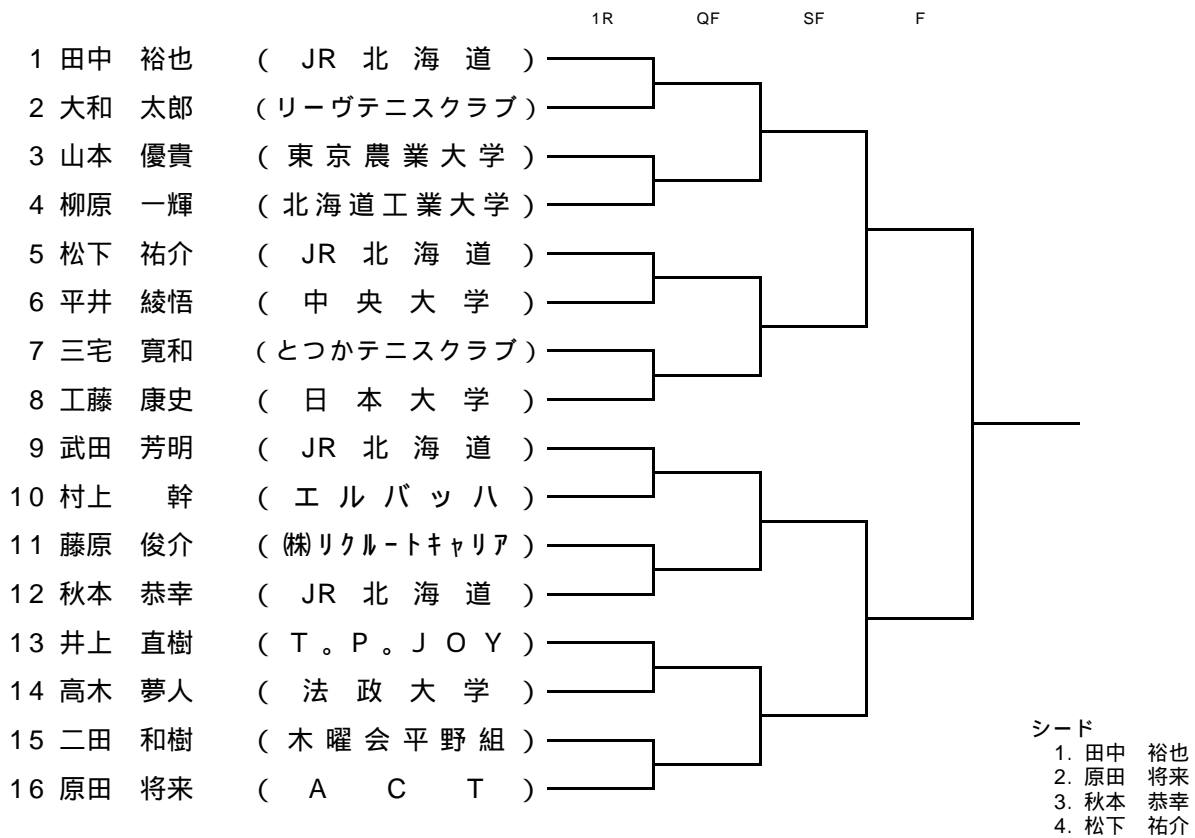 1R QF SF F
1 田中 裕也 ( JR 北 海 道 )
2 大和 太郎 ( リーヴテニスクラブ )
3 山本 優貴 ( 東 京 農 業 大 学 )
4 柳原 一輝 ( 北 海 道 工 業 大 学 )
5 松下 祐介 ( JR 北 海 道 )
6 平井 綾悟 ( 中 央 大 学 )
7 三宅 寛和 ( とつかテニスクラブ )
8 工藤 康史 ( 日 本 大 学 )
9 武田 芳明 ( JR 北 海 道 )
10 村上 幹 ( エ ル バ ッ ハ )
11 藤原 俊介 ( ㈱ﾘｸﾙｰﾄｷｬﾘｱ )
12 秋本 恭幸 ( JR 北 海 道 )
13 井上 直樹 ( T 。 P 。 J O Y )
14 高木 夢人 ( 法 政 大 学 )
15 二田 和樹 ( 木 曜 会 平 野 組 )
16 原田 将来 ( A C T )
シード
1. 田中 裕也
2. 原田 将来
3. 秋本 恭幸
4. 松下 祐介